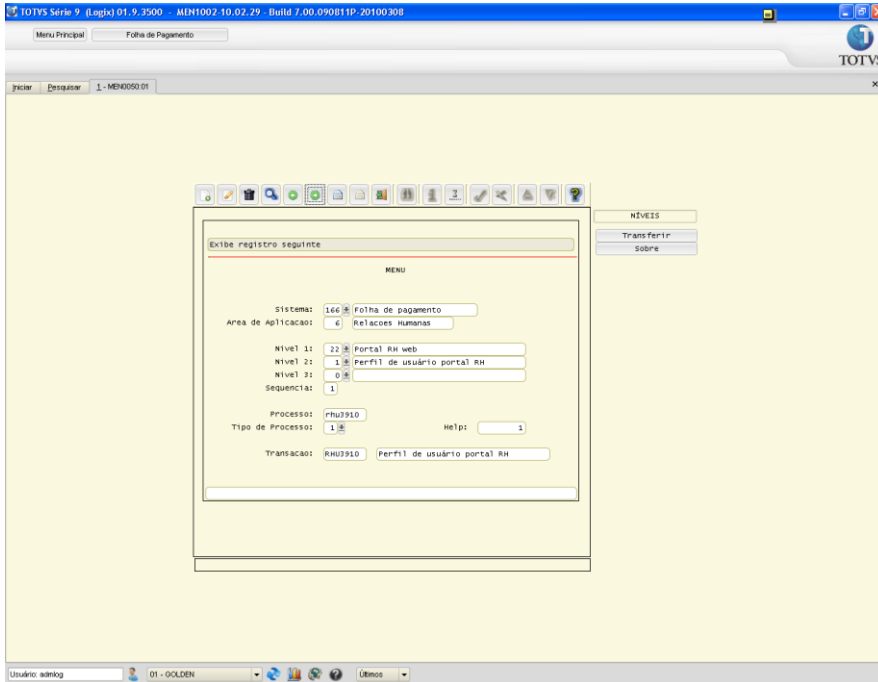 TOTVS Série 9 (Logix) 01.9.3500 - MEN1002-10.02.29 - Build 7.00.090811P-20100308
Menu Principal Folha de Pagamento
TOTVS
Iniciar Pesquisar 1 - MEN0050:01
NÍVEIS
Transferir
Sobre
Exibe registro seguinte
MENU
Sistema: 166 Folha de pagamento
Area de Aplicacao: 6 Relacoes Humanas
Nivel 1: 22 Portal RH web
Nivel 2: 1 Perfil de usuário portal RH
Nivel 3: 0
Sequencia: 1
Processo: rhu3910
Tipo de Processo: 1 Help: 1
Transacao: RHU3910 Perfil de usuário portal RH
Usuário: admlog 01 - GOLDEN Últimos